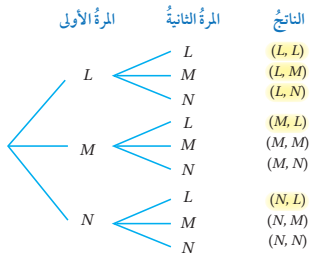 المرةُ الأولى المرةُ الثانيةُ الناتجُ
L (L, L)
L M (L, M)
N (L, N)
L (M, L)
M M (M, M)
N (M, N)
L (N, L)
N M (N, M)
N (N, N)